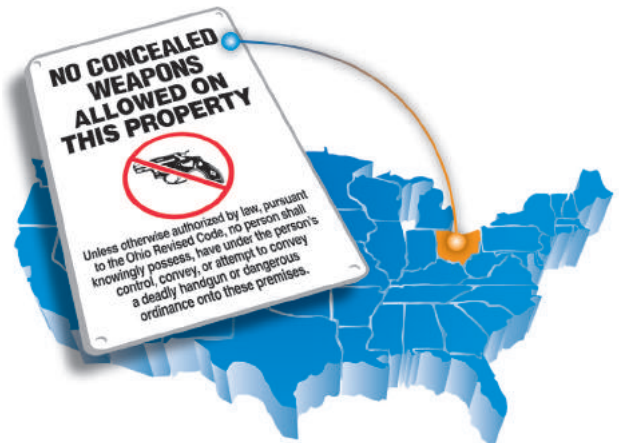 NO CONCEALED
WEAPONS
ALLOWED ON
THIS PROPERTY
Unless otherwise authorized by law, pursuant
to the Ohio Revised Code, no person shall
knowingly possess, have under the person's
control, convey, or attempt to convey
a deadly handgun or dangerous
ordinance onto these premises.